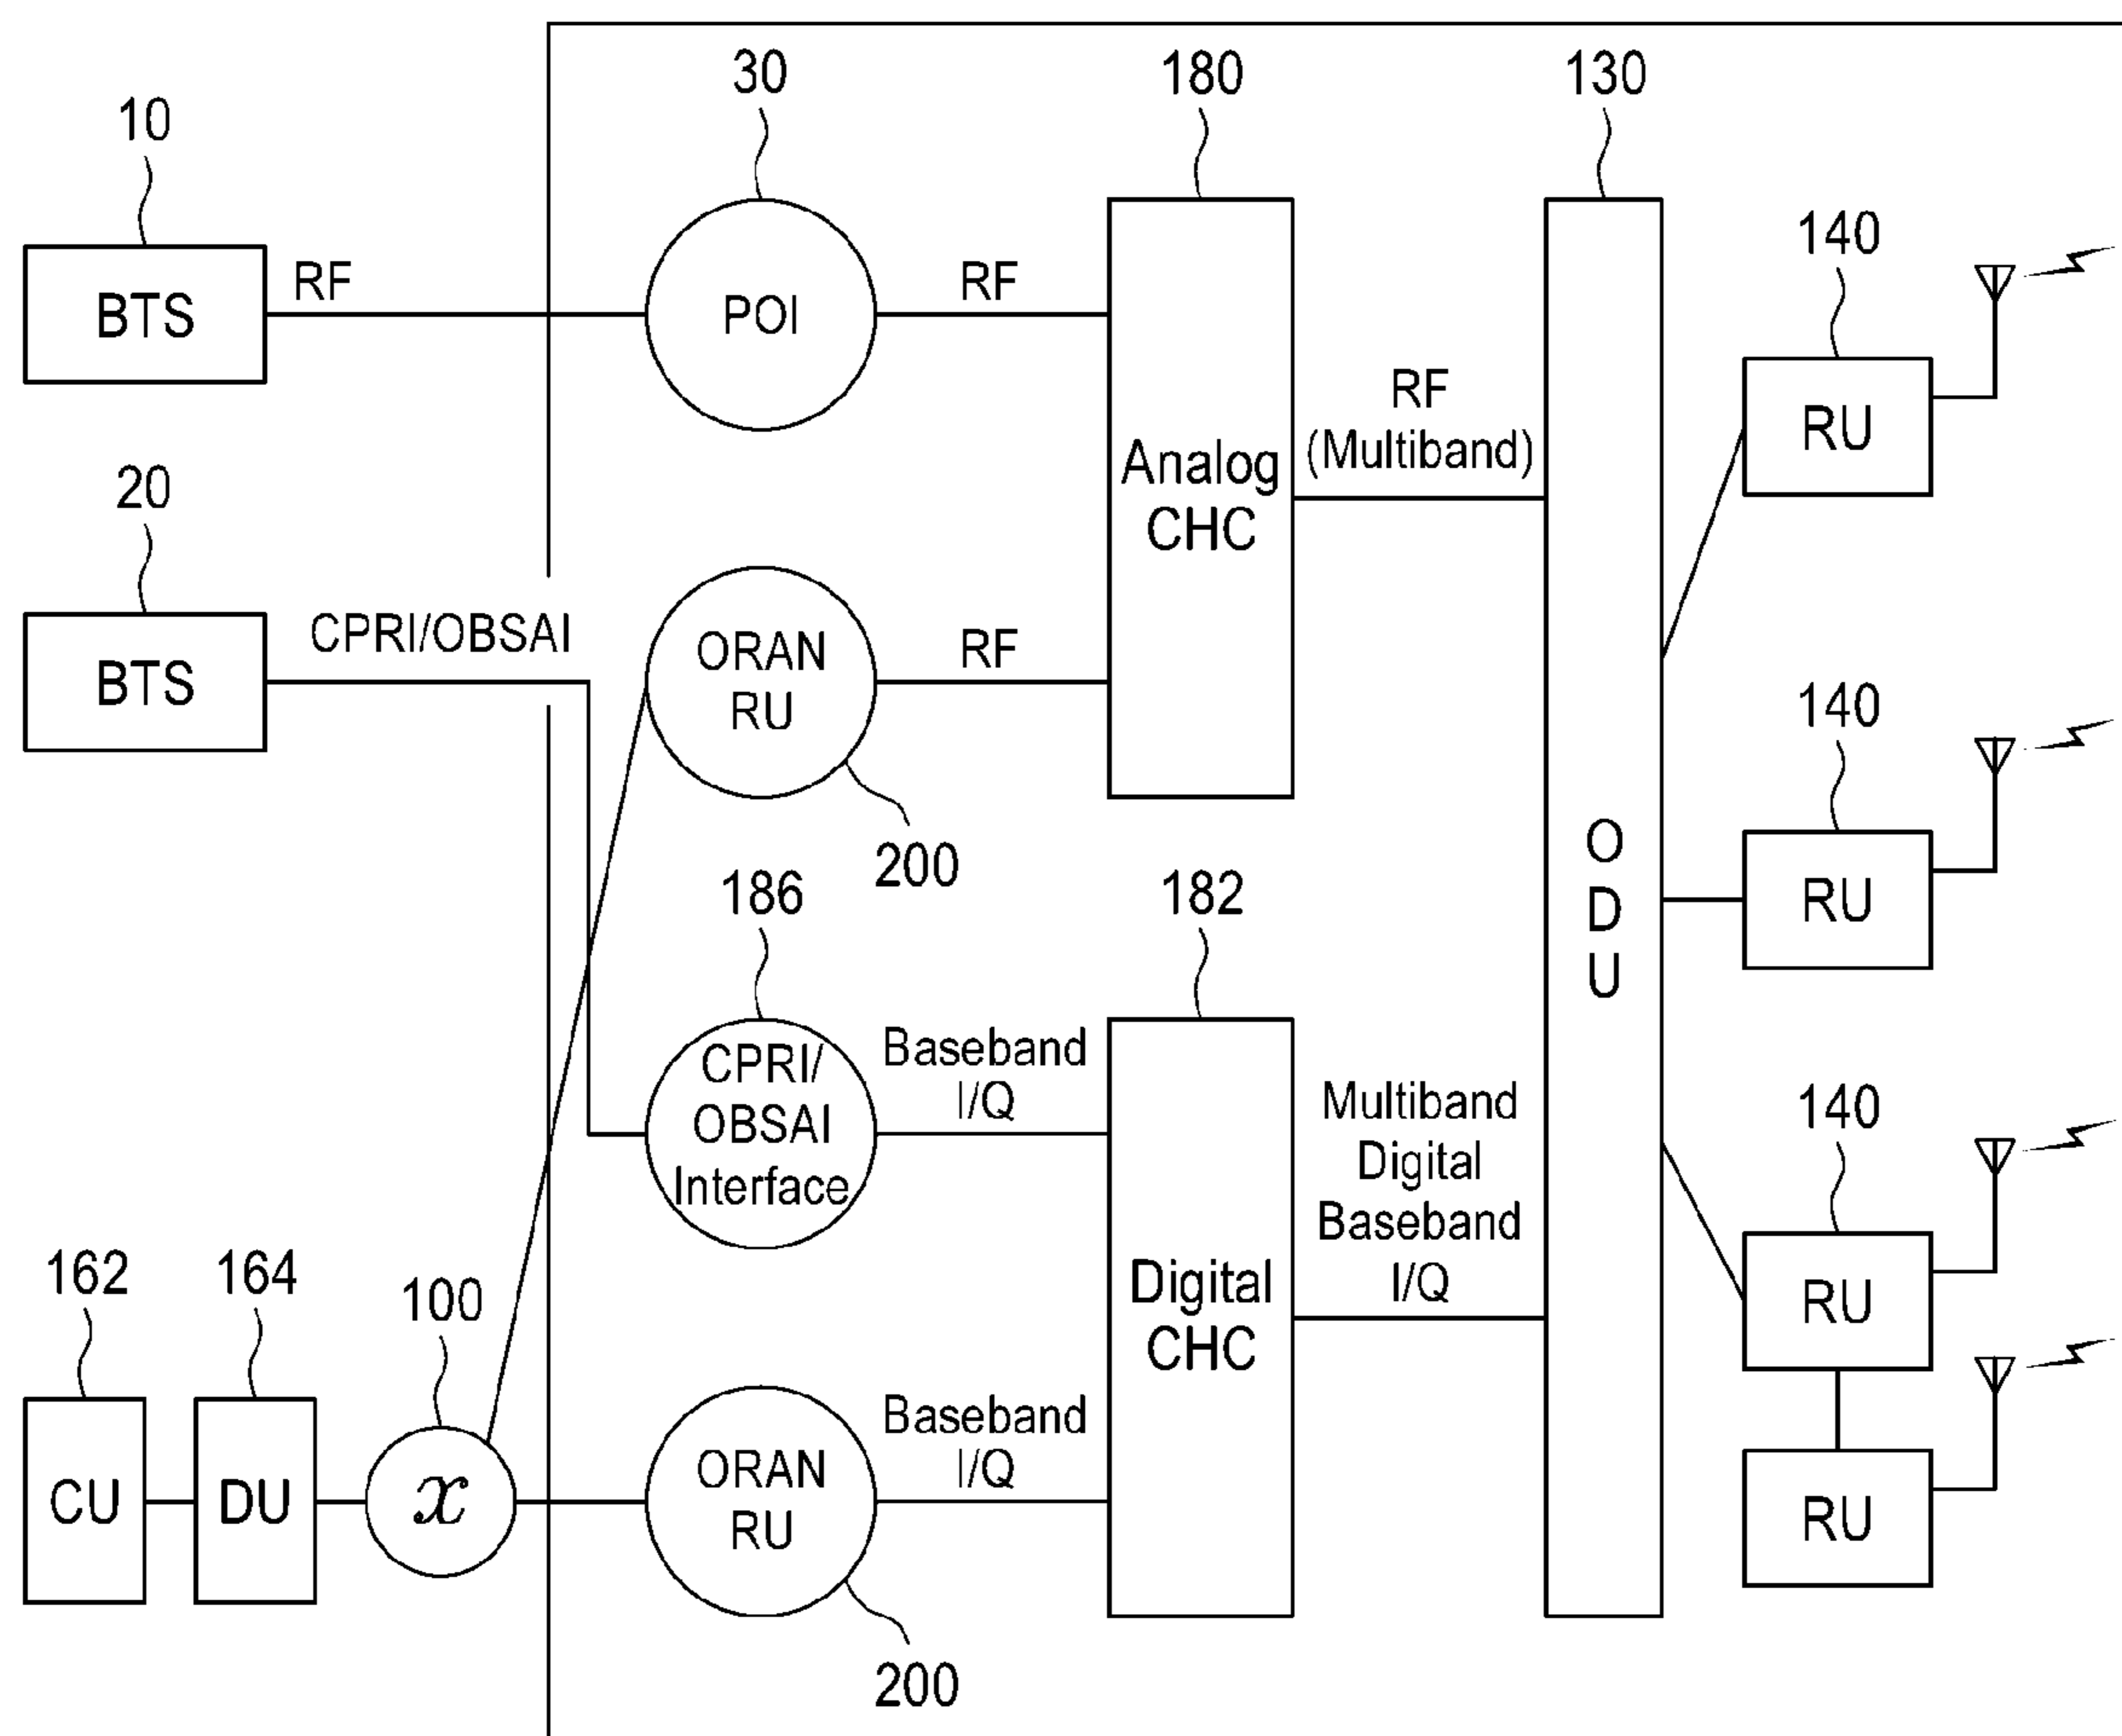 30
180
130
10
140
BTS
RF
POI
RF
RF
(Multiband)
RU
Analog
CHC
20
CPRI/OBSAI
BTS
ORAN
RU
RF
140
200
RU
O
D
U
186
182
CPRI/
OBSAI
Interface
Baseband
I/Q
Multiband
Digital
Baseband
I/Q
140
162
164
100
Digital
CHC
RU
CU
DU
x
ORAN
RU
Baseband
I/Q
RU
200